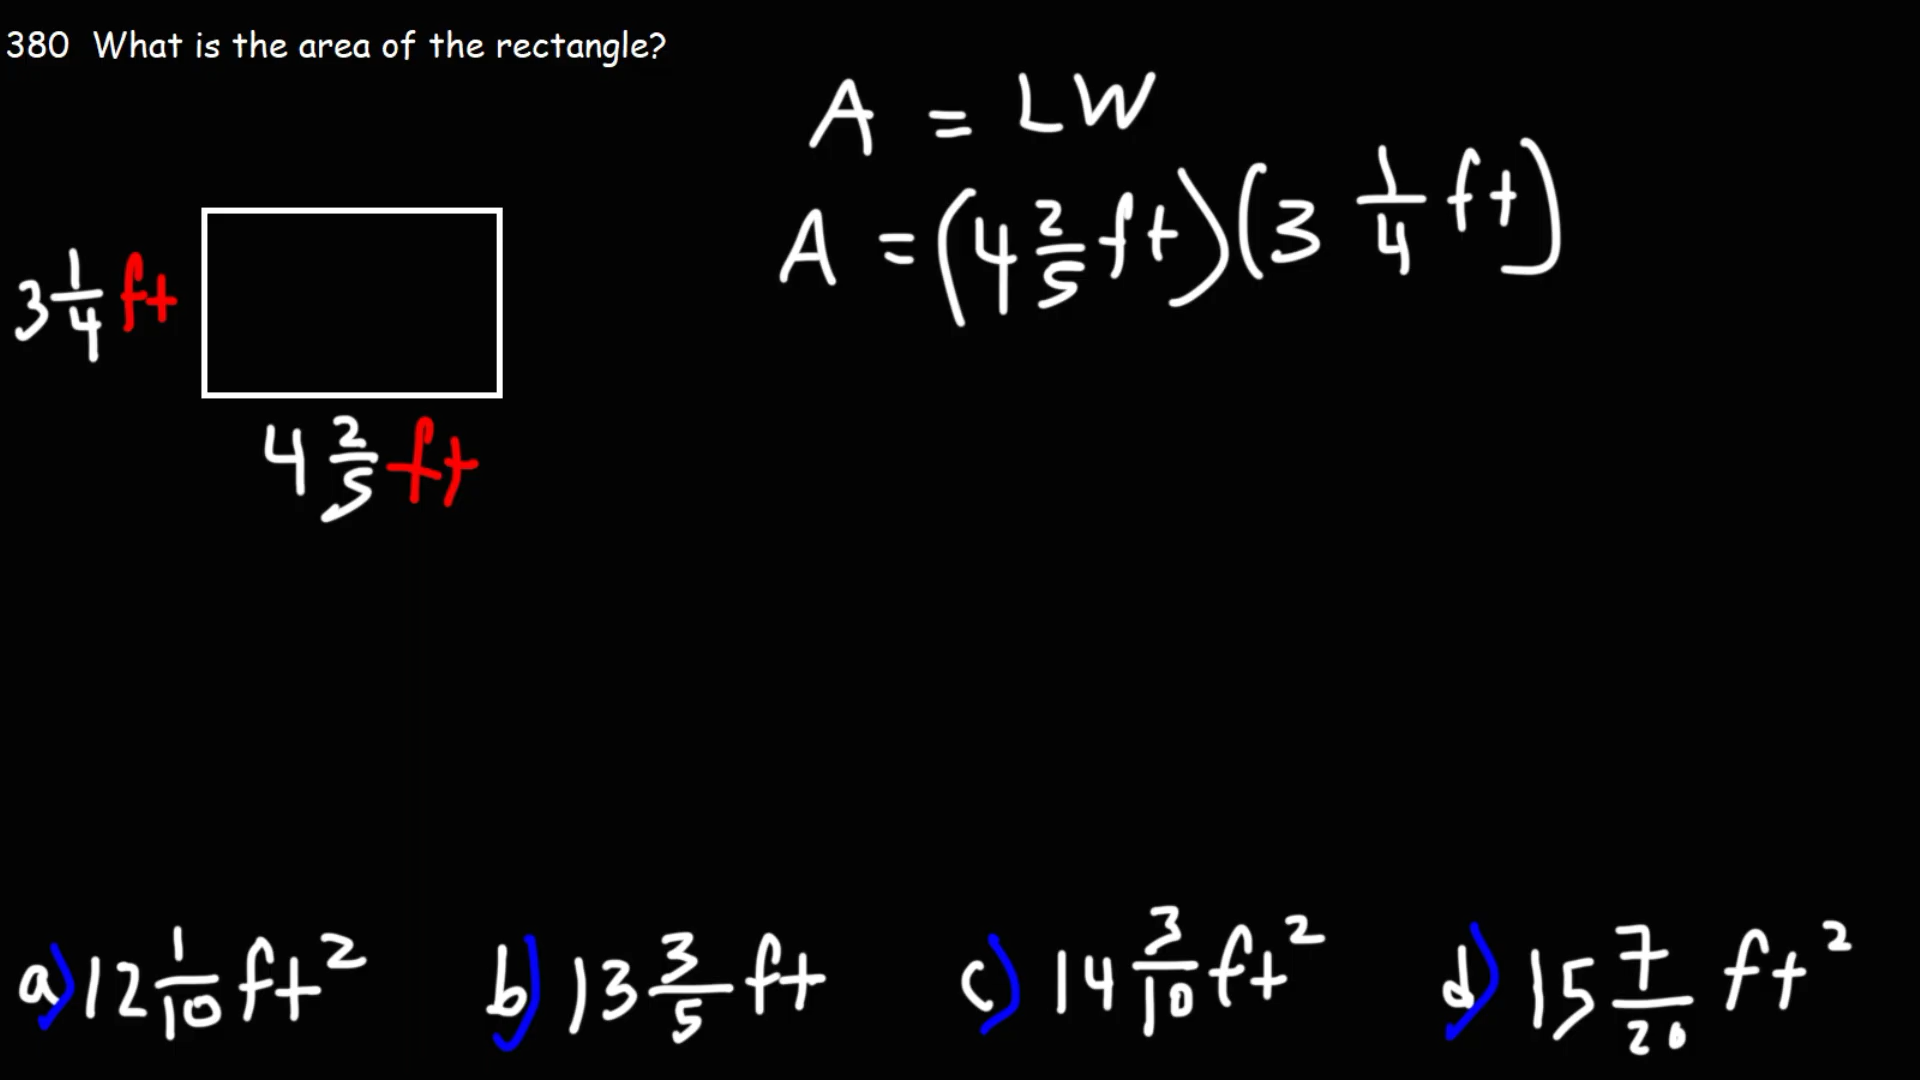 380 What is the area of the rectangle?
A = LW
A = (4 2/5 ft)(3 1/4 ft)
3 1/4 ft
4 2/5 ft
a) 12 1/10 ft² b) 13 3/5 ft c) 14 3/10 ft² d) 15 7/20 ft²